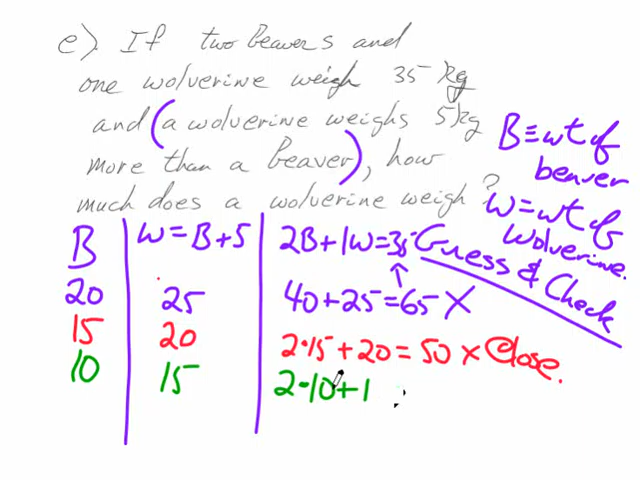 e). If two beavers and
one wolverine weigh 35 kg
and (a wolverine weighs 5 kg
more than a beaver), how
much does a wolverine weigh?
B ≡ wt of
beaver
W = wt of
wolverine.
Guess & Check
B | W = B + 5 | 2B + 1W = 35
↑
20 | 25 | 40 + 25 = 65 X
15 | 20 | 2·15 + 20 = 50 x Close.
10 | 15 | 2·10 + 1